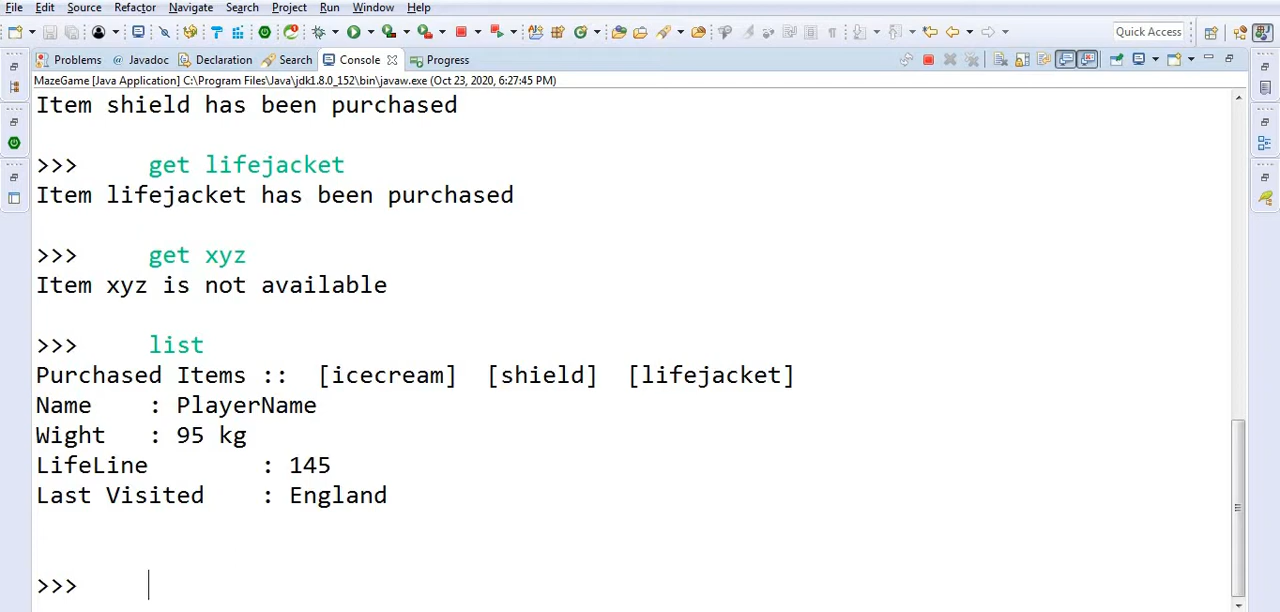 File Edit Source Refactor Navigate Search Project Run Window Help
Quick Access
Problems @ Javadoc Declaration Search Console Progress
MazeGame [Java Application] C:\Program Files\Java\jdk1.8.0_152\bin\javaw.exe (Oct 23, 2020, 6:27:45 PM)
Item shield has been purchased
>>> get lifejacket
Item lifejacket has been purchased
>>> get xyz
Item xyz is not available
>>> list
Purchased Items :: [icecream] [shield] [lifejacket]
Name : PlayerName
Wight : 95 kg
LifeLine : 145
Last Visited : England
>>>